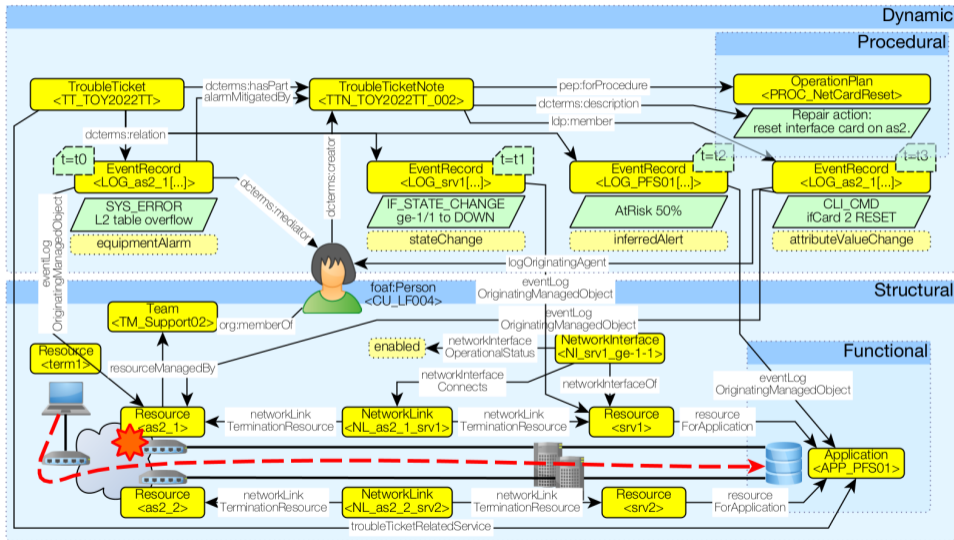 Dynamic
Procedural
TroubleTicket
<TT_TOY2022TT>
dcterms:hasPart
alarmMitigatedBy
TroubleTicketNote
<TTN_TOY2022TT_002>
pep:forProcedure
OperationPlan
<PROC_NetCardReset>
dcterms:description
ldp:member
Repair action:
reset interface card on as2.
dcterms:relation
dcterms:creator
t=t0
t=t1
t=t2
t=t3
EventRecord
<LOG_as2_1[...]>
EventRecord
<LOG_srv1[...]>
EventRecord
<LOG_PFS01[...]>
EventRecord
<LOG_as2_1[...]>
SYS_ERROR
L2 table overflow
dcterms:mediator
IF_STATE_CHANGE
ge-1/1 to DOWN
AtRisk 50%
CLI_CMD
ifCard 2 RESET
equipmentAlarm
stateChange
inferredAlert
attributeValueChange
eventLog
OriginatingManagedObject
logOriginatingAgent
foaf:Person
<CU_LF004>
eventLog
OriginatingManagedObject
Structural
Team
<TM_Support02>
org:memberOf
eventLog
OriginatingManagedObject
Resource
<term1>
resourceManagedBy
enabled
networkInterface
OperationalStatus
NetworkInterface
<NI_srv1_ge-1-1>
Functional
networkInterface
Connects
networkInterfaceOf
eventLog
OriginatingManagedObject
Resource
<as2_1>
networkLink
TerminationResource
NetworkLink
<NL_as2_1_srv1>
networkLink
TerminationResource
Resource
<srv1>
resource
ForApplication
Application
<APP_PFS01>
Resource
<as2_2>
networkLink
TerminationResource
NetworkLink
<NL_as2_2_srv2>
networkLink
TerminationResource
Resource
<srv2>
resource
ForApplication
troubleTicketRelatedService